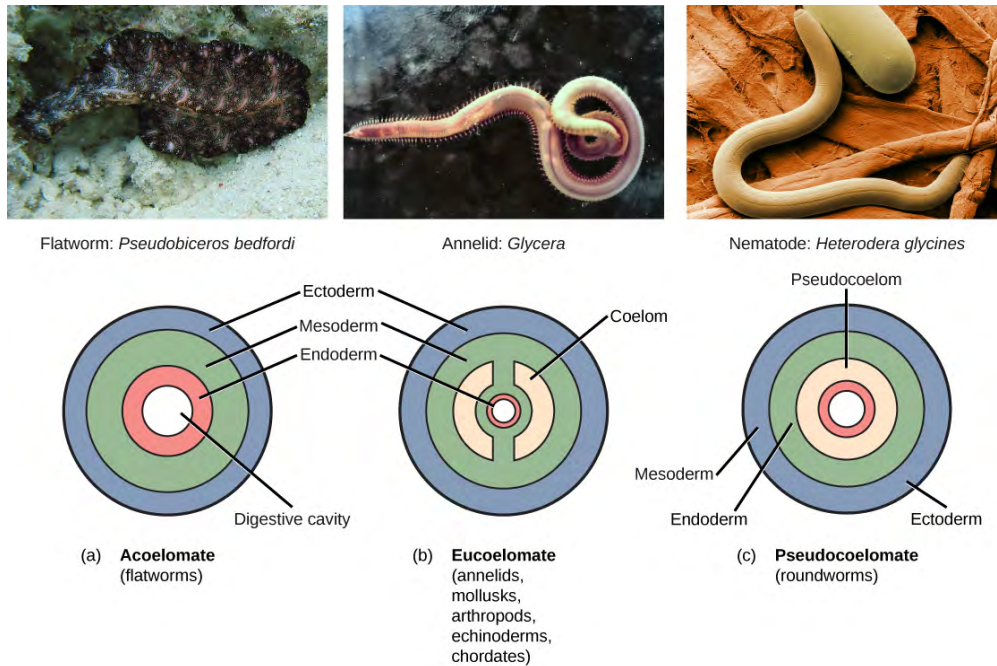 Flatworm: Pseudobiceros bedfordi
Annelid: Glycera
Nematode: Heterodera glycines
Ectoderm
Mesoderm
Endoderm
Digestive cavity
Coelom
Pseudocoelom
Mesoderm
Endoderm
Ectoderm
(a) Acoelomate
(flatworms)
(b) Eucoelomate
(annelids,
mollusks,
arthropods,
echinoderms,
chordates)
(c) Pseudocoelomate
(roundworms)